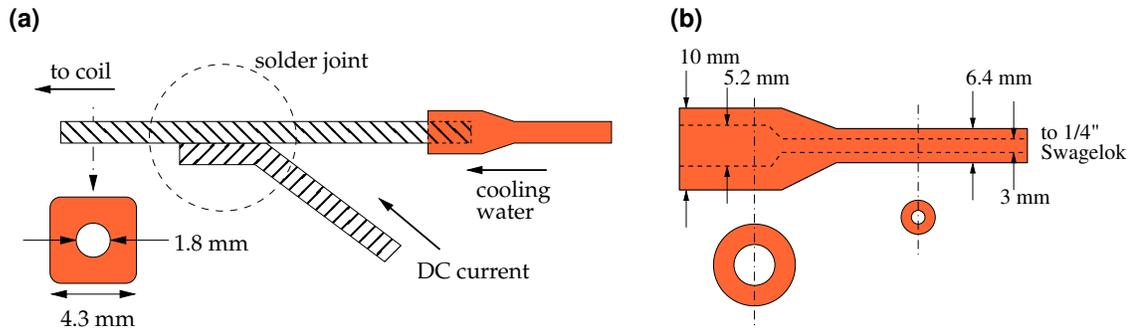 (a)
to coil
solder joint
cooling
water
DC current
1.8 mm
4.3 mm
(b)
10 mm
5.2 mm
6.4 mm
to 1/4"
Swagelok
3 mm